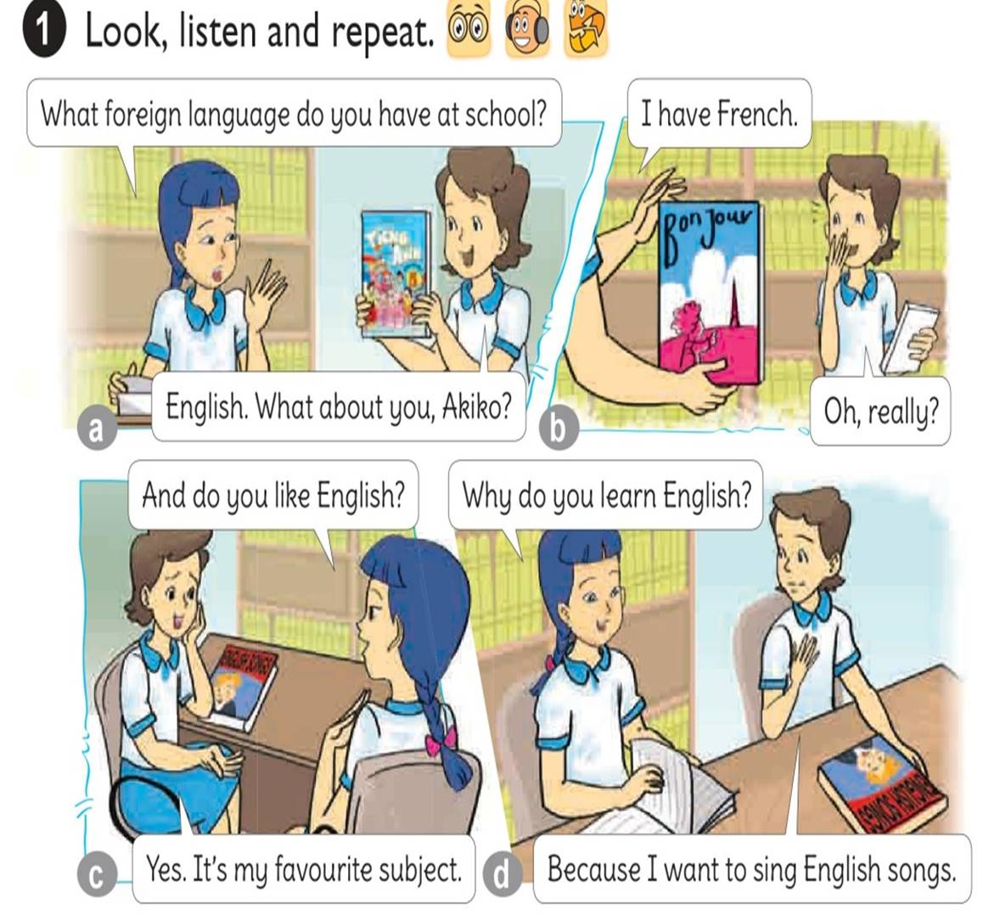 1 Look, listen and repeat.
What foreign language do you have at school?
I have French.
TIẾNG
ANH
Bonjour
English. What about you, Akiko?
Oh, really?
a
b
And do you like English?
Why do you learn English?
ENGLISH SONGS
Yes. It's my favourite subject.
Because I want to sing English songs.
c
d